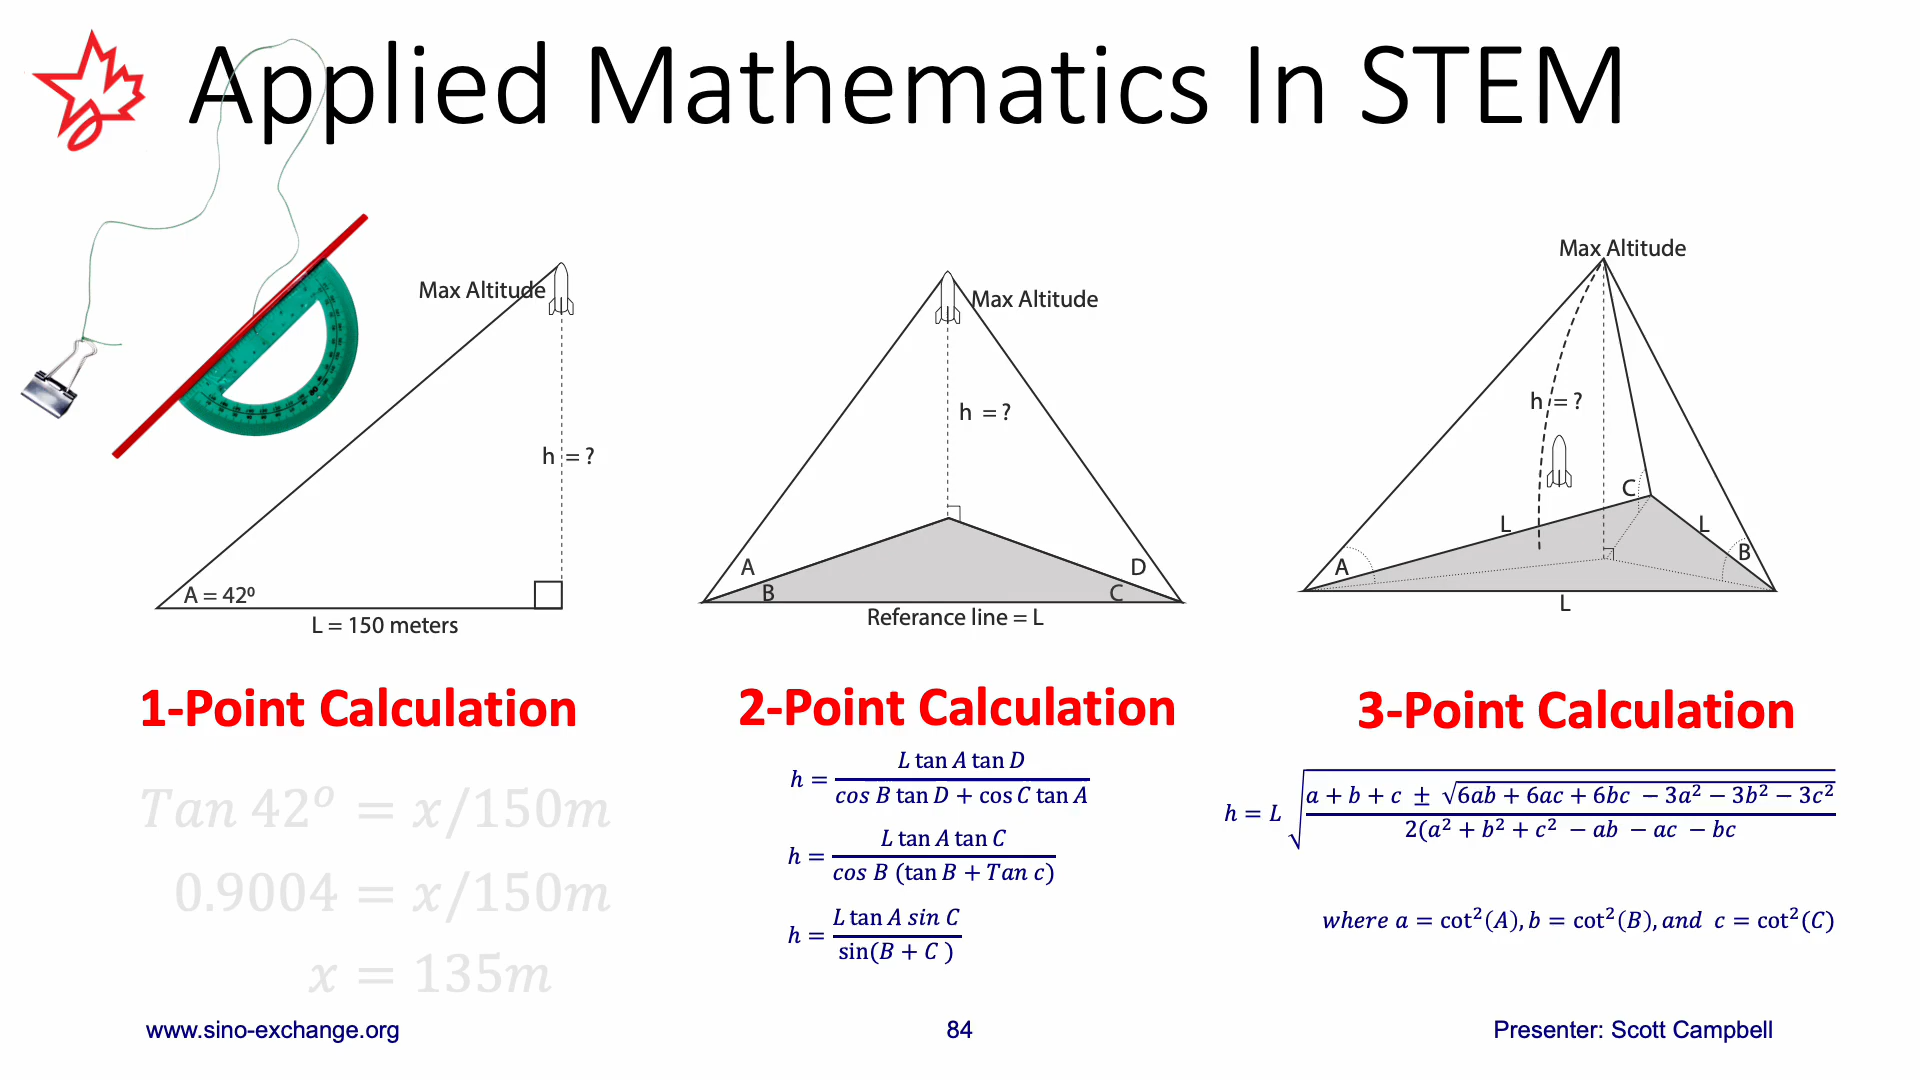 Applied Mathematics In STEM
Max Altitude
h = ?
A = 42º
L = 150 meters
1-Point Calculation
Tan 42° = x/150m
0.9004 = x/150m
x = 135m
Max Altitude
h = ?
A
B
D
C
Referance line = L
2-Point Calculation
h = L tan A tan D / cos B tan D + cos C tan A
h = L tan A tan C / cos B (tan B + Tan c)
h = L tan A sin C / sin(B + C )
Max Altitude
h = ?
C
L
L
A
B
L
3-Point Calculation
h = L √ a + b + c ± √6ab + 6ac + 6bc − 3a² − 3b² − 3c² / 2(a² + b² + c² − ab − ac − bc
where a = cot²(A), b = cot²(B), and c = cot²(C)
www.sino-exchange.org
84
Presenter: Scott Campbell